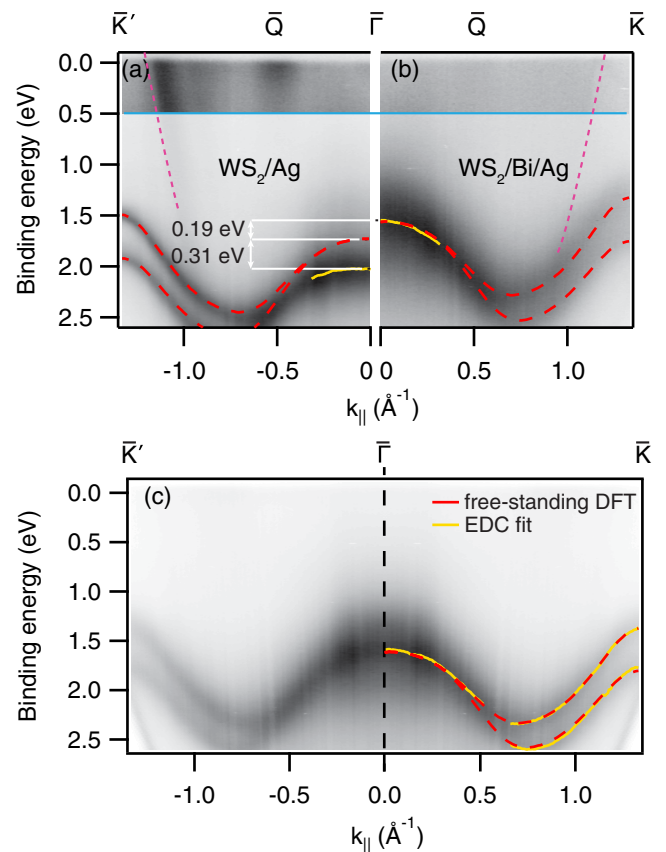 K̄′ Q̄ Γ̄ Q̄ K̄
(a) (b)
0.0
0.5
1.0
1.5
2.0
2.5
Binding energy (eV)
WS₂/Ag WS₂/Bi/Ag
0.19 eV
0.31 eV
-1.0 -0.5 0 0 0.5 1.0
k|| (Å⁻¹)
K̄′ Γ̄ K̄
(c)
free-standing DFT
EDC fit
0.0
0.5
1.0
1.5
2.0
2.5
Binding energy (eV)
-1.0 -0.5 0.0 0.5 1.0
k|| (Å⁻¹)